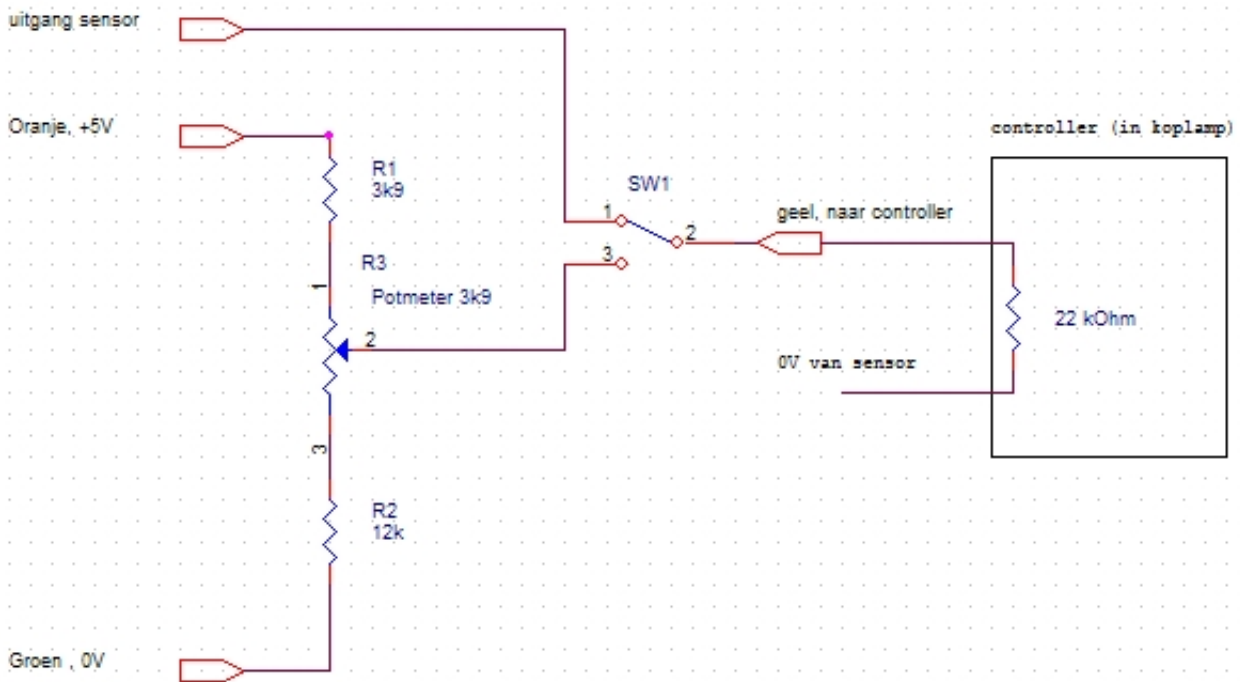 uitgang sensor
Oranje, +5V
controller (in koplamp)
R1
3k9
SW1
1
geel, naar controller
2
3
R3
1
Potmeter 3k9
22 kOhm
2
0V van sensor
3
R2
12k
Groen , 0V